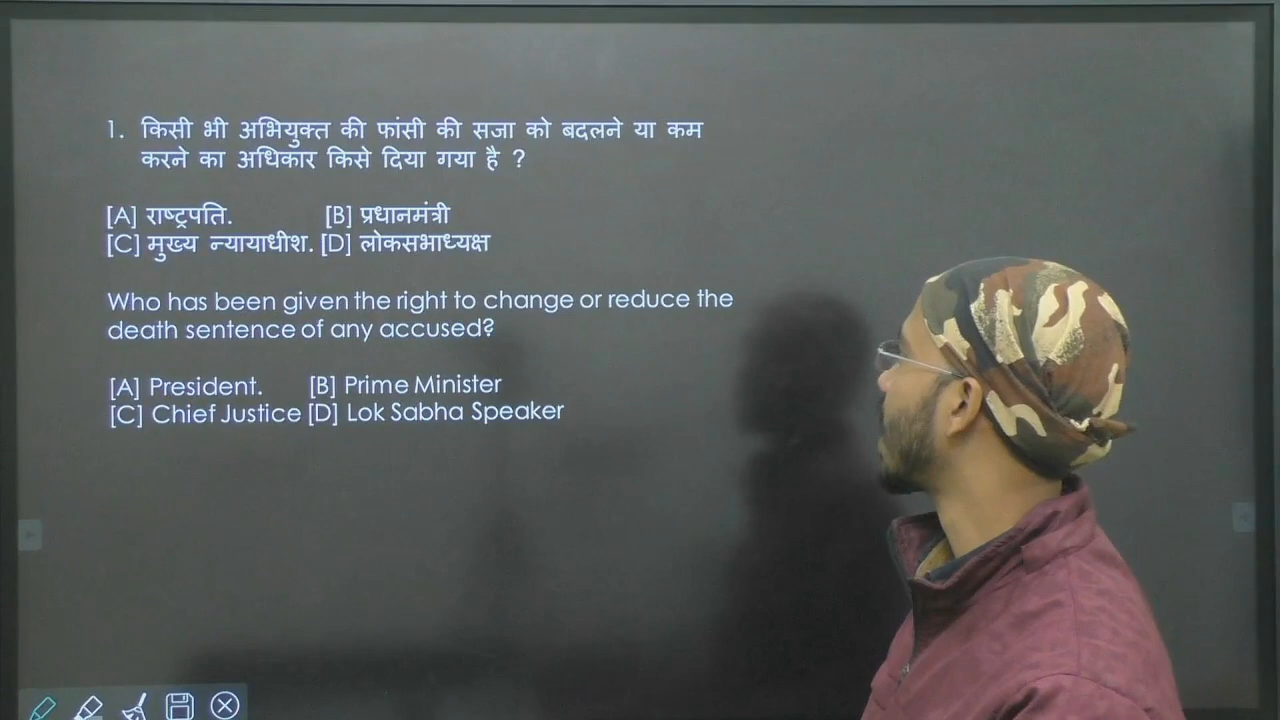 1. किसी भी अभियुक्त की फांसी की सजा को बदलने या कम
करने का अधिकार किसे दिया गया है ?
[A] राष्ट्रपति. [B] प्रधानमंत्री
[C] मुख्य न्यायाधीश. [D] लोकसभाध्यक्ष
Who has been given the right to change or reduce the
death sentence of any accused?
[A] President. [B] Prime Minister
[C] Chief Justice [D] Lok Sabha Speaker